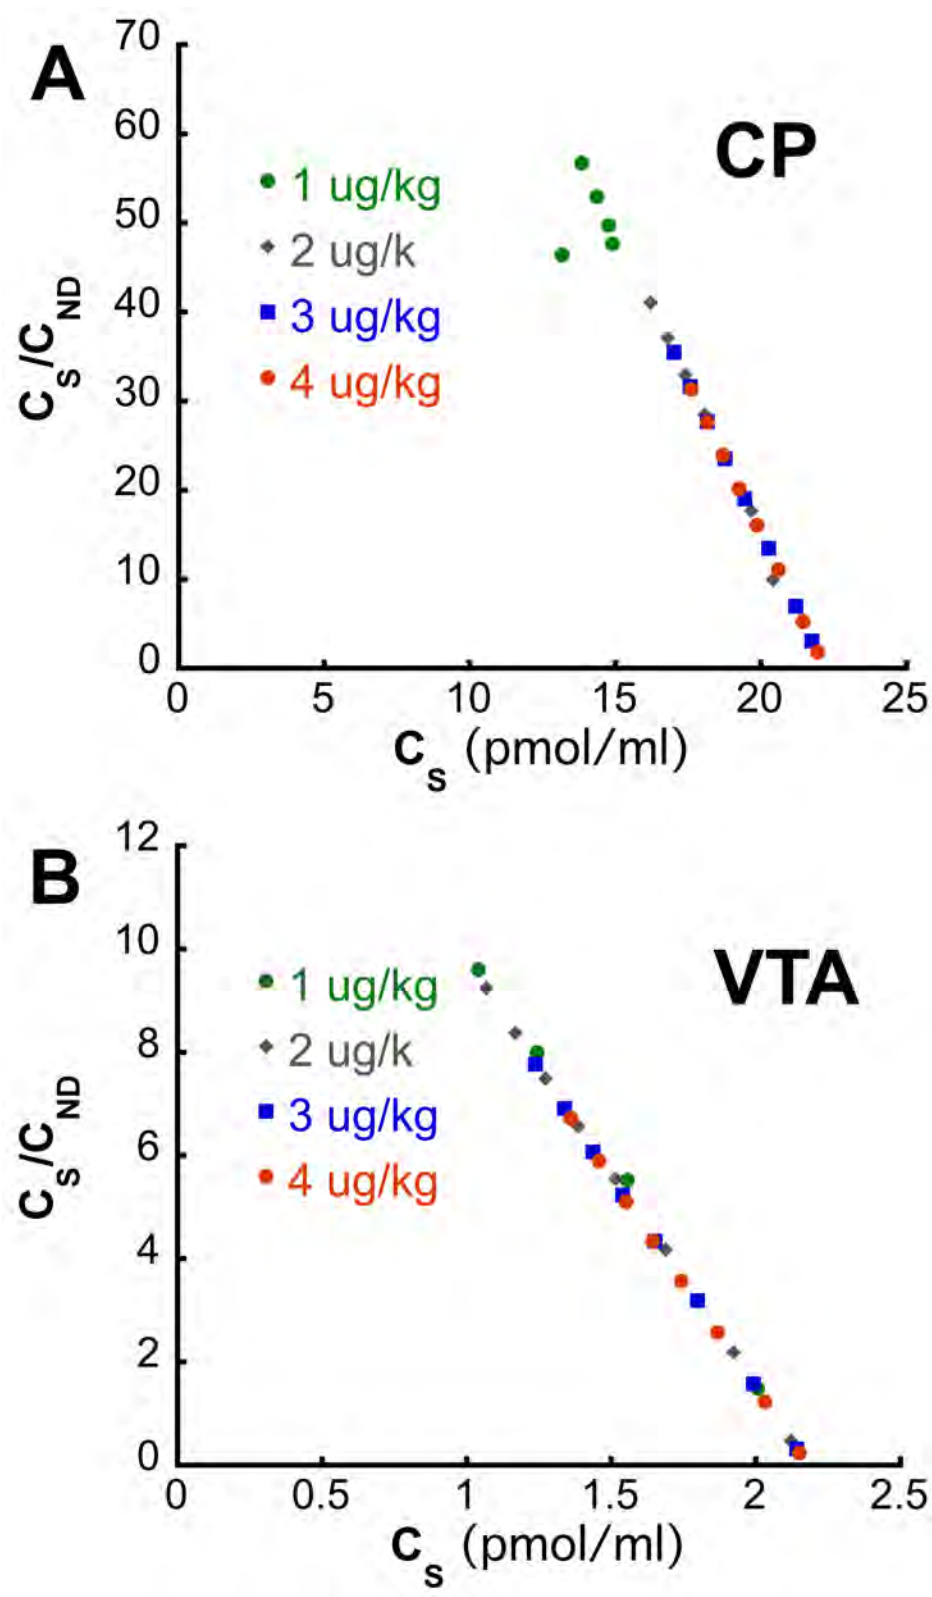 A
CP
70
60
50
40
30
20
10
0
1 ug/kg
2 ug/k
3 ug/kg
4 ug/kg
CS/CND
0 5 10 15 20 25
CS (pmol/ml)
B
VTA
12
10
8
6
4
2
0
1 ug/kg
2 ug/k
3 ug/kg
4 ug/kg
CS/CND
0 0.5 1 1.5 2 2.5
CS (pmol/ml)